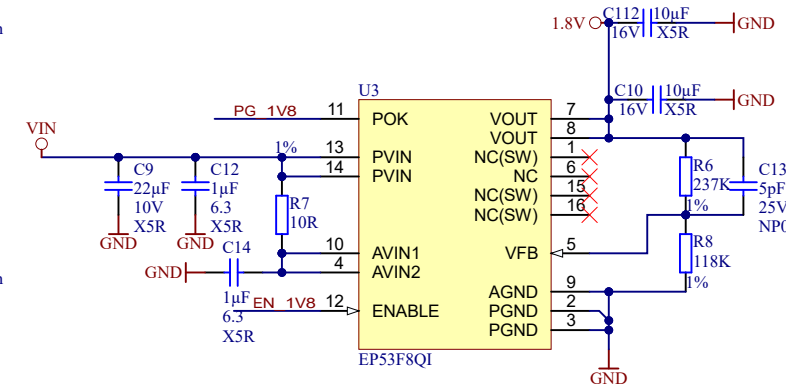 n
n
VIN
C9
22µF
10V
X5R
GND
C12
1µF
6.3
X5R
GND
1%
R7
10R
GND
C14
1µF
6.3
X5R
PG_1V8
EN_1V8
U3
11
POK
13
PVIN
14
PVIN
10
AVIN1
4
AVIN2
12
ENABLE
VOUT
7
VOUT
8
NC(SW)
1
NC
6
NC(SW)
15
NC(SW)
16
VFB
5
AGND
9
PGND
2
PGND
3
EP53F8QI
GND
1.8V
C112
10µF
16V
X5R
GND
C10
10µF
16V
X5R
GND
R6
237K
1%
C13
5pF
25V
R8
118K
1%